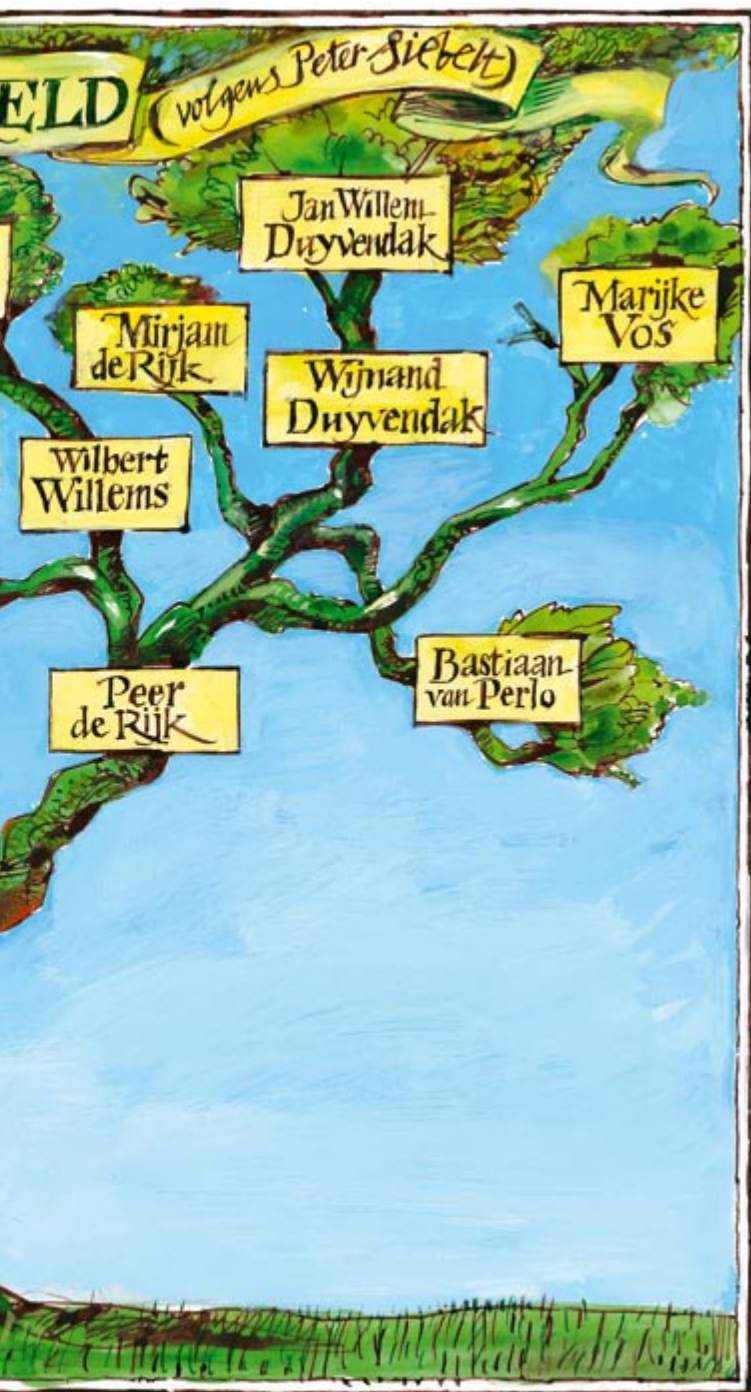 ELD (volgens Peter Siebelt)
Jan Willem
Duyvendak
Marijke
Vos
Mirjam
de Rijk
Wijnand
Duyvendak
Wilbert
Willems
Bastiaan
van Perlo
Peer
de Rijk